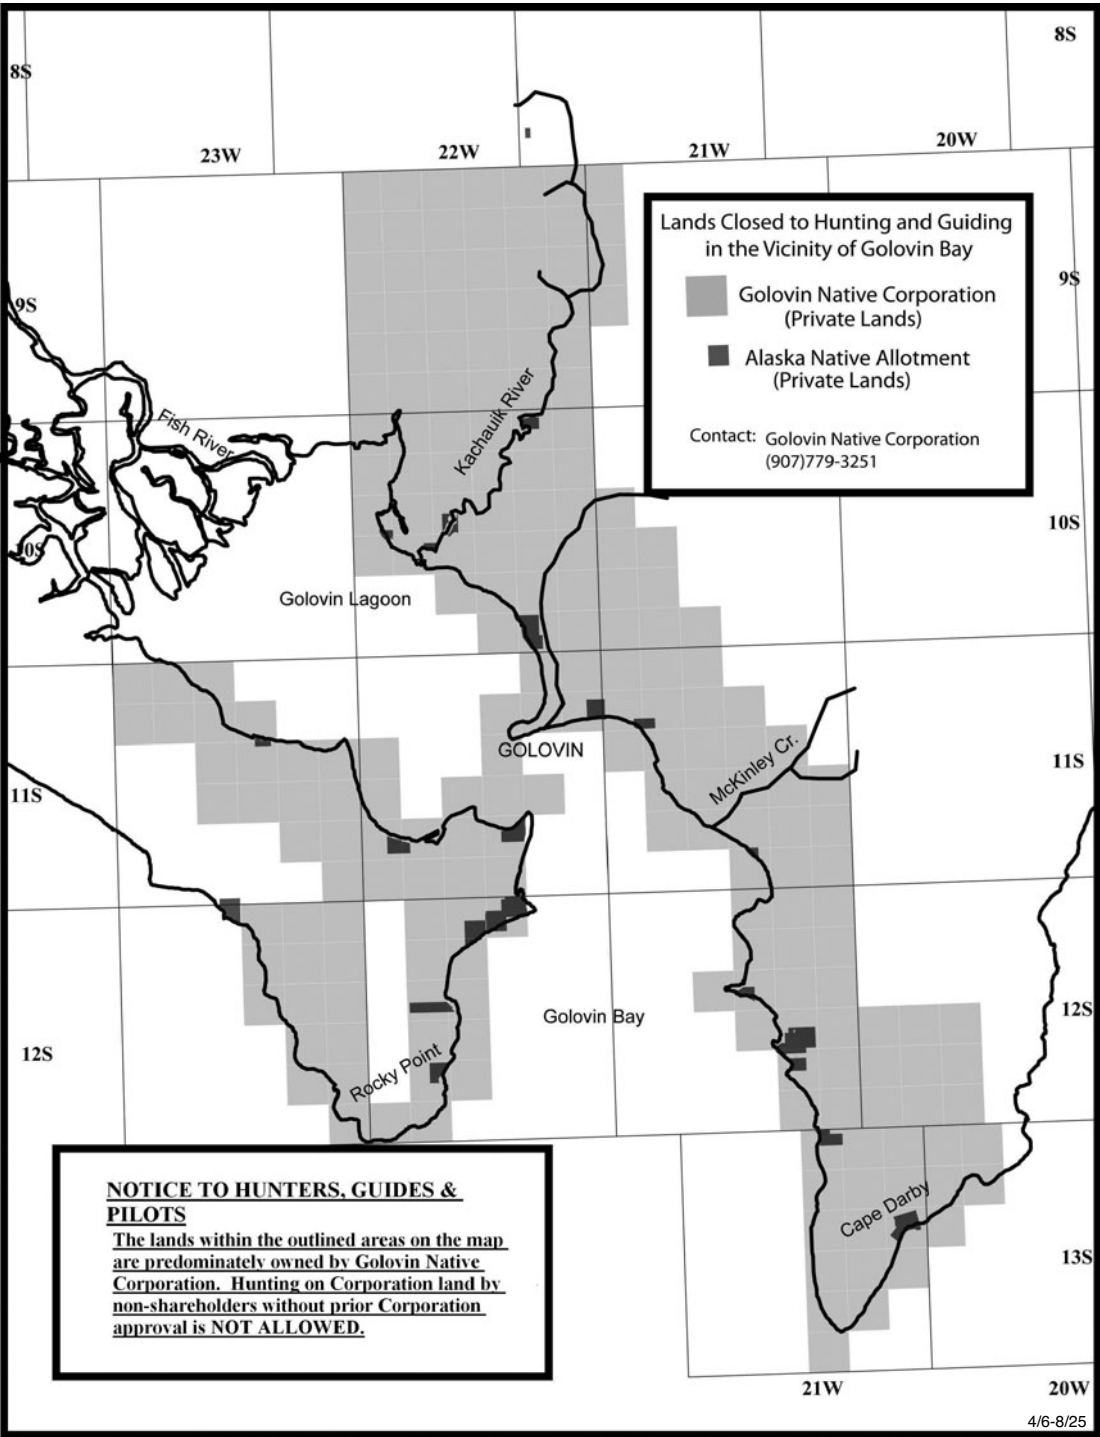 8S
8S
23W
22W
21W
20W
Lands Closed to Hunting and Guiding
in the Vicinity of Golovin Bay
Golovin Native Corporation
(Private Lands)
Alaska Native Allotment
(Private Lands)
Contact: Golovin Native Corporation
(907)779-3251
9S
9S
Kachauik River
Fish River
10S
10S
Golovin Lagoon
GOLOVIN
McKinley Cr.
11S
11S
Golovin Bay
12S
12S
Rocky Point
Cape Darby
NOTICE TO HUNTERS, GUIDES &
PILOTS
The lands within the outlined areas on the map
are predominately owned by Golovin Native
Corporation. Hunting on Corporation land by
non-shareholders without prior Corporation
approval is NOT ALLOWED.
13S
21W
20W
4/6-8/25